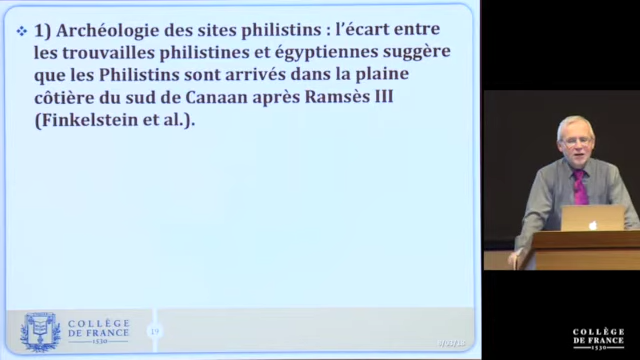 1) Archéologie des sites philistins : l’écart entre
les trouvailles philistines et égyptiennes suggère
que les Philistins sont arrivés dans la plaine
côtière du sud de Canaan après Ramsès III
(Finkelstein et al.).
COLLÈGE
DE FRANCE
1530
19
COLLÈGE
DE FRANCE
1530